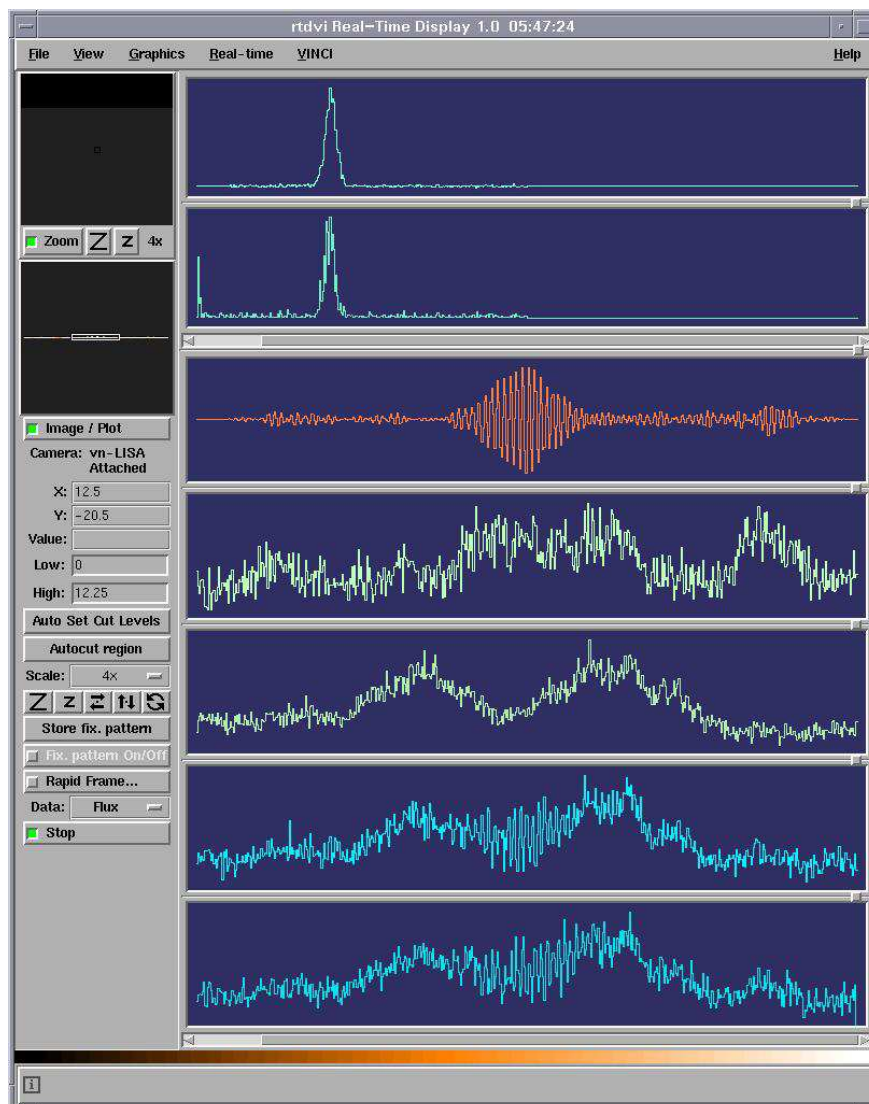 rtdvi Real-Time Display 1.0 05:47:24
File View Graphics Real-time VINCI Help
Zoom Z z 4x
Image / Plot
Camera: vn-LISA
Attached
X: 12.5
Y: -20.5
Value:
Low: 0
High: 12.25
Auto Set Cut Levels
Autocut region
Scale: 4x
Z z
Store fix. pattern
Fix. pattern On/Off
Rapid Frame...
Data: Flux
Stop
i